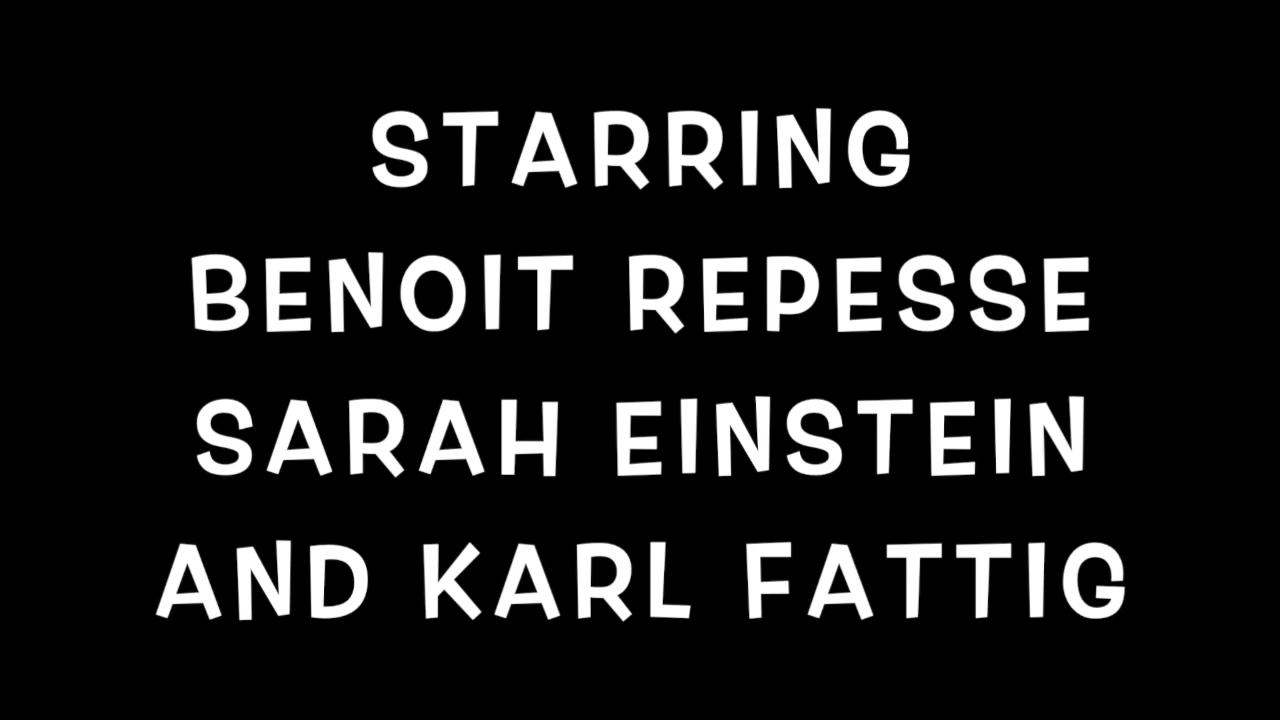 STARRING
BENOIT REPESSE
SARAH EINSTEIN
AND KARL FATTIG